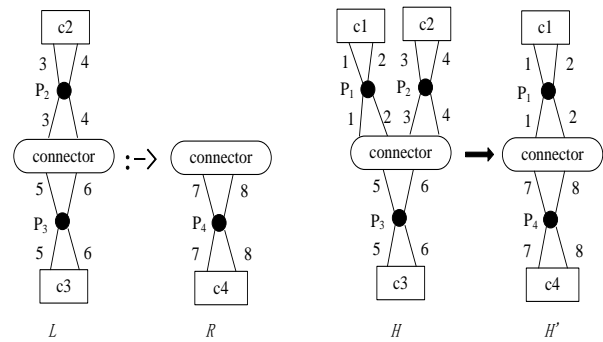 c2
3 4
P2
3 4
connector
5 6
P3
5 6
c3
L
:->
connector
7 8
P4
7 8
c4
R
c1 c2
1 2 3 4
P1 P2
1 2 3 4
connector
5 6
P3
5 6
c3
H
c1
1 2
P1
1 2
connector
7 8
P4
7 8
c4
H'